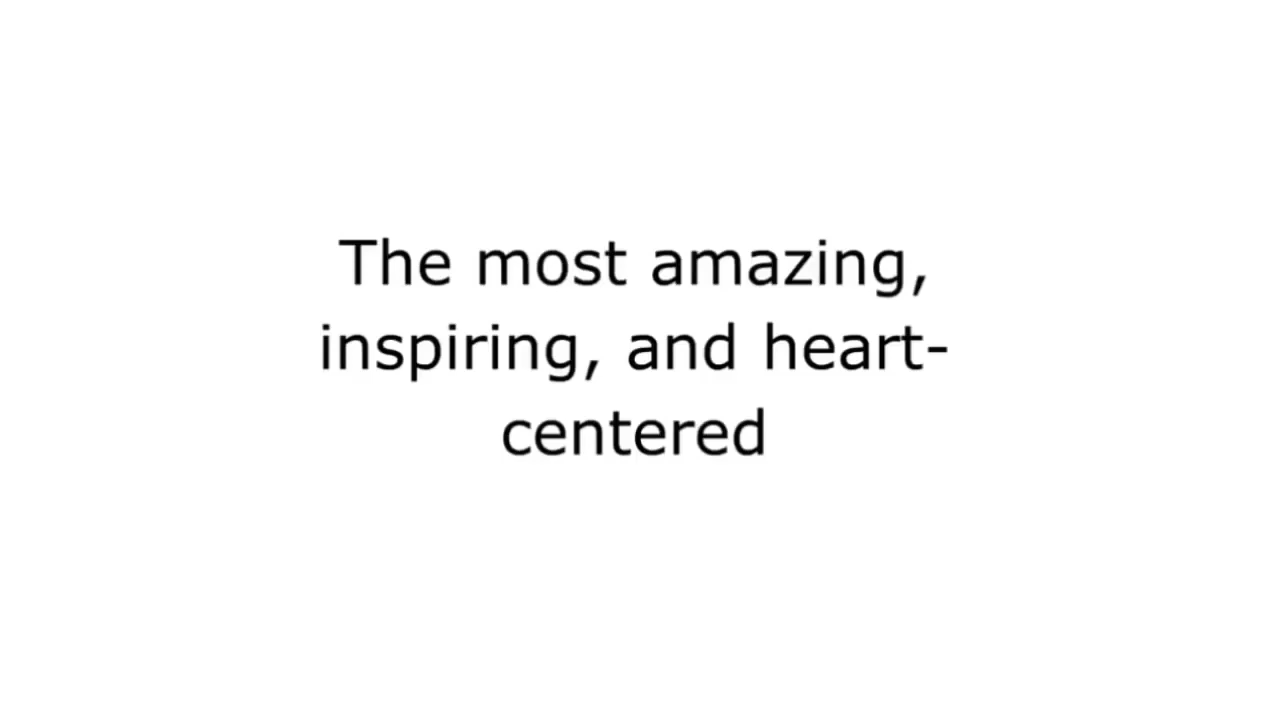 The most amazing,
inspiring, and heart-
centered